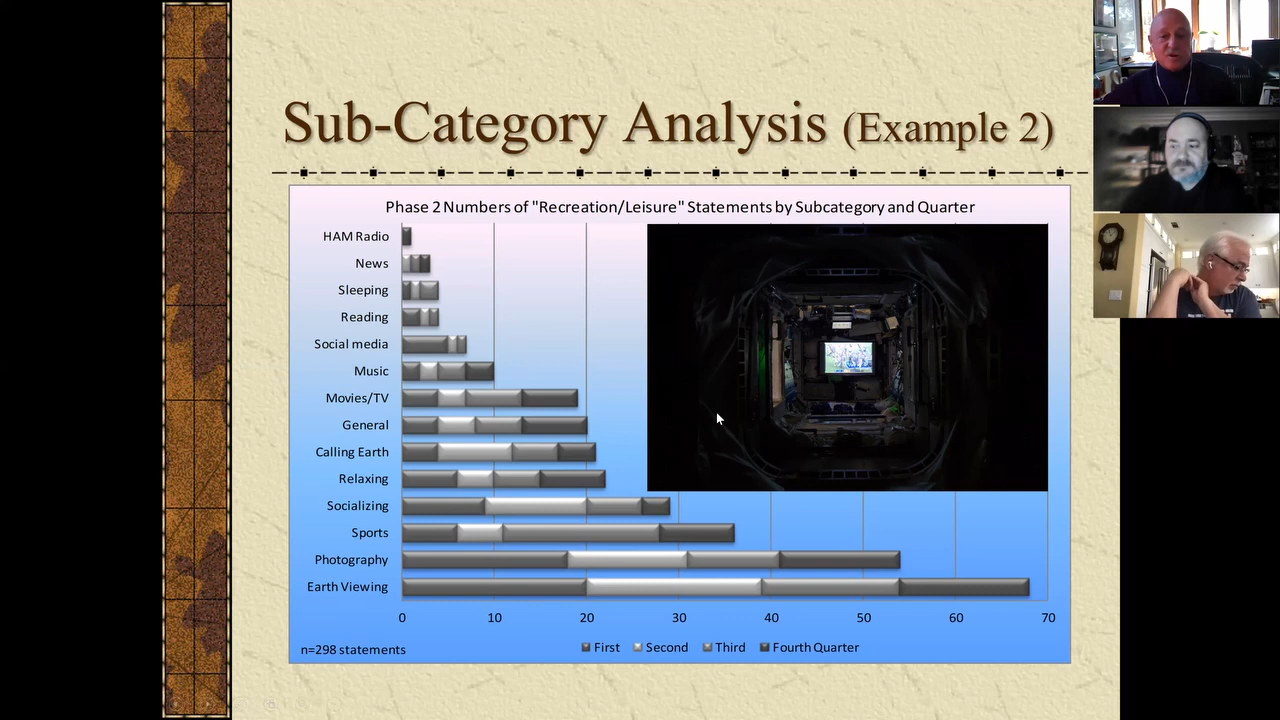 Sub-Category Analysis (Example 2)
Phase 2 Numbers of "Recreation/Leisure" Statements by Subcategory and Quarter
HAM Radio
News
Sleeping
Reading
Social media
Music
Movies/TV
General
Calling Earth
Relaxing
Socializing
Sports
Photography
Earth Viewing
0 10 20 30 40 50 60 70
n=298 statements
First Second Third Fourth Quarter